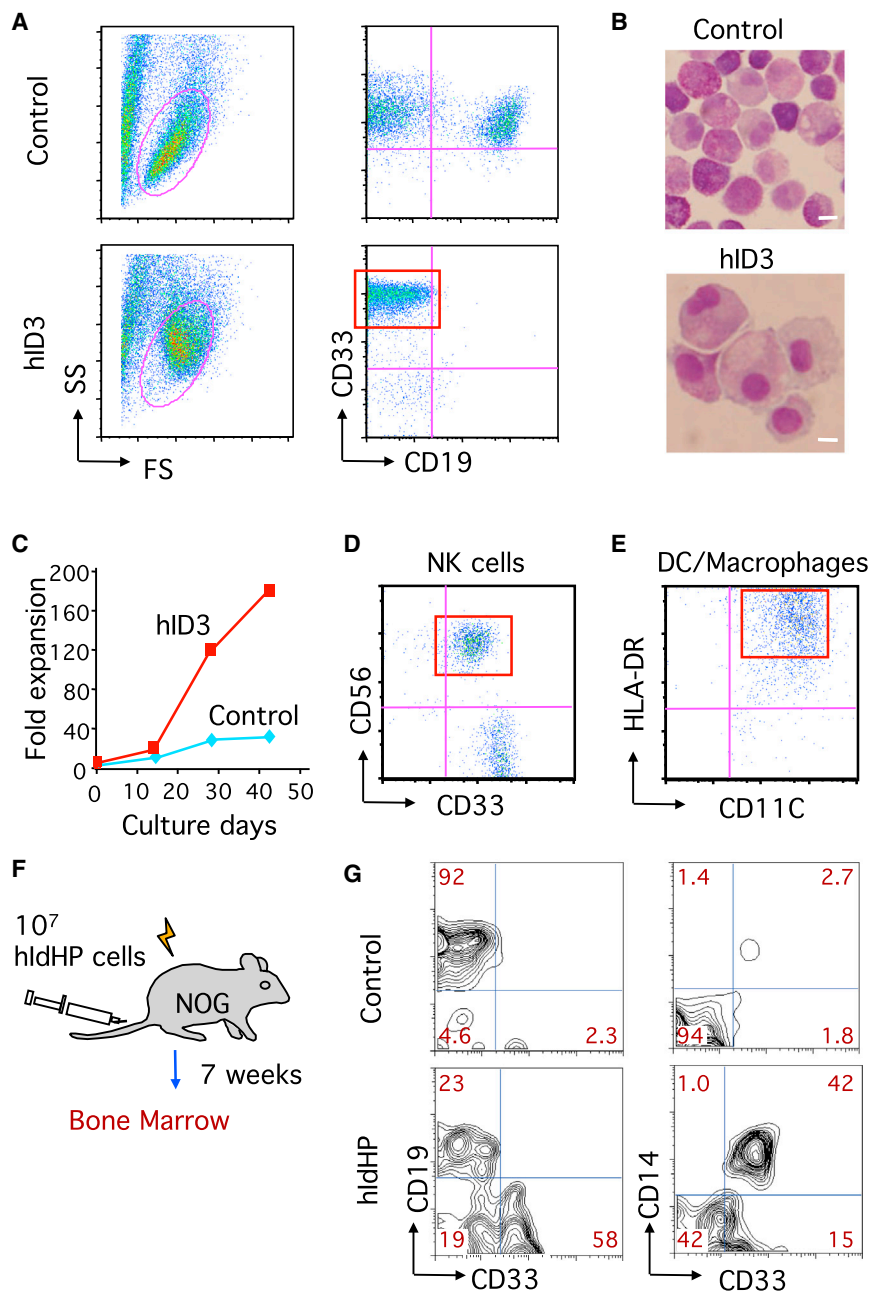 A
Control
hID3
SS
FS
CD33
CD19
B
Control
hID3
C
Fold expansion
200
160
120
80
40
0
hID3
Control
0 10 20 30 40 50
Culture days
D
NK cells
CD56
CD33
E
DC/Macrophages
HLA-DR
CD11C
F
10⁷
hIdHP cells
NOG
7 weeks
Bone Marrow
G
Control
92
4.6 2.3
1.4 2.7
94 1.8
hIdHP
23
19 58
CD19
CD33
1.0 42
42 15
CD14
CD33